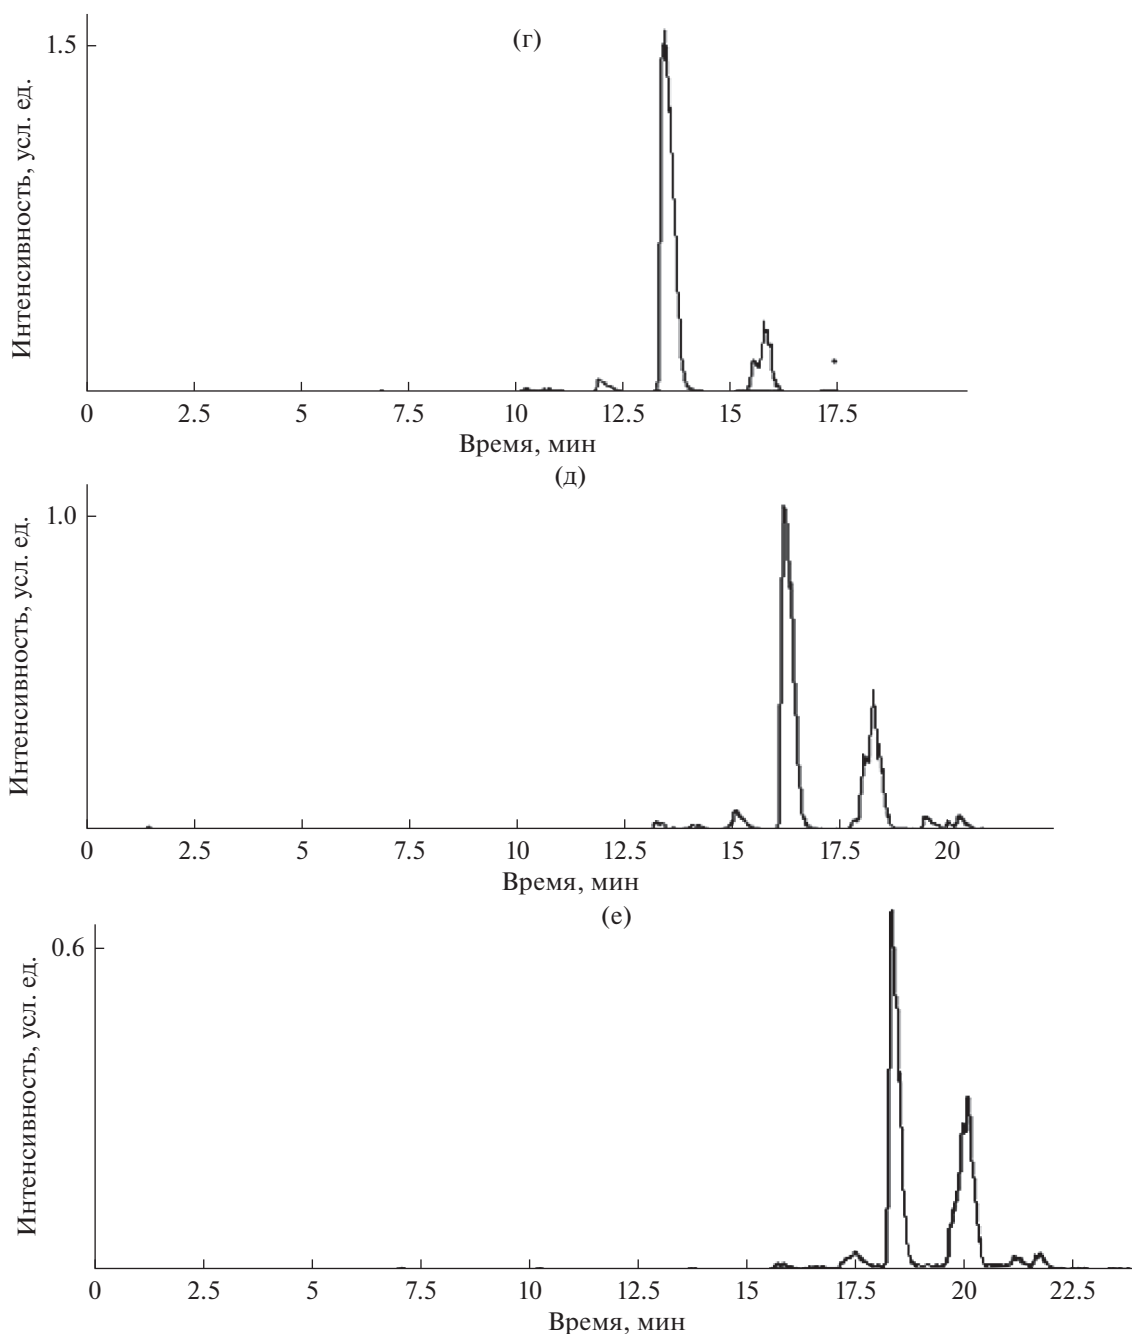 (г)
1.5
Интенсивность, усл. ед.
0 2.5 5 7.5 10 12.5 15 17.5
Время, мин
(д)
1.0
Интенсивность, усл. ед.
0 2.5 5 7.5 10 12.5 15 17.5 20
Время, мин
(е)
0.6
Интенсивность, усл. ед.
0 2.5 5 7.5 10 12.5 15 17.5 20 22.5
Время, мин